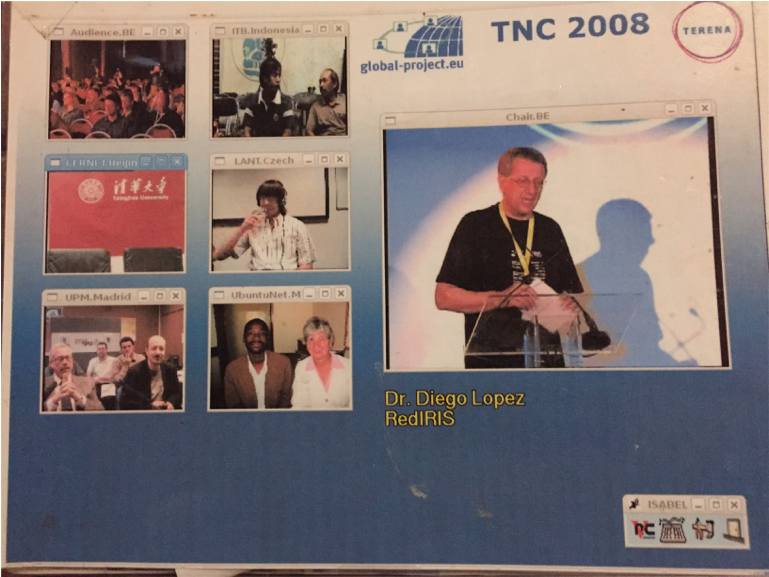 Audience.BE
ITB.Indonesia
global-project.eu
TNC 2008
TERENA
Chair.BE
CERNET.Beijin
清華大学
Tsinghua University
LANT.Czech
UPM.Madrid
UbuntuNet.M
Dr. Diego Lopez
RedIRIS
ISABEL